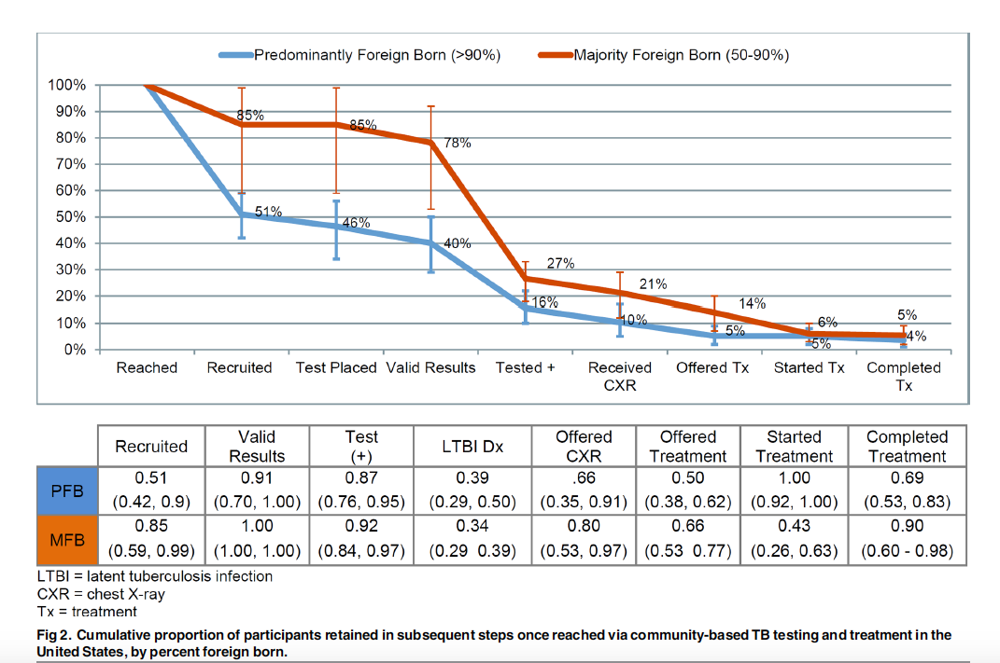 Predominantly Foreign Born (>90%) Majority Foreign Born (50-90%)
100%
90%
80%
70%
60%
50%
40%
30%
20%
10%
0%
85%
85%
78%
27%
21%
14%
6%
5%
51%
46%
40%
16%
10%
5%
5%
4%
Reached Recruited Test Placed Valid Results Tested + Received Offered Tx Started Tx Completed
CXR Tx
Recruited Valid Test LTBI Dx Offered Offered Started Completed
Results (+) CXR Treatment Treatment Treatment
PFB 0.51 0.91 0.87 0.39 .66 0.50 1.00 0.69
(0.42, 0.9) (0.70, 1.00) (0.76, 0.95) (0.29, 0.50) (0.35, 0.91) (0.38, 0.62) (0.92, 1.00) (0.53, 0.83)
MFB 0.85 1.00 0.92 0.34 0.80 0.66 0.43 0.90
(0.59, 0.99) (1.00, 1.00) (0.84, 0.97) (0.29 0.39) (0.53, 0.97) (0.53 0.77) (0.26, 0.63) (0.60 - 0.98)
LTBI = latent tuberculosis infection
CXR = chest X-ray
Tx = treatment
Fig 2. Cumulative proportion of participants retained in subsequent steps once reached via community-based TB testing and treatment in the
United States, by percent foreign born.